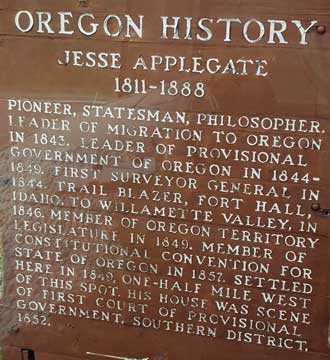 OREGON HISTORY
JESSE APPLEGATE
1811-1888
PIONEER, STATESMAN, PHILOSOPHER.
LEADER OF MIGRATION TO OREGON
IN 1843. LEADER OF PROVISIONAL
GOVERNMENT OF OREGON IN 1844-
1849. FIRST SURVEYOR GENERAL IN
1844. TRAIL BLAZER, FORT HALL,
IDAHO, TO WILLAMETTE VALLEY, IN
1846. MEMBER OF OREGON TERRITORY
LEGISLATURE IN 1849. MEMBER OF
CONSTITUTIONAL CONVENTION FOR
STATE OF OREGON IN 1857. SETTLED
HERE IN 1849, ONE-HALF MILE WEST
OF THIS SPOT. HIS HOUSE WAS SCENE
OF FIRST COURT OF PROVISIONAL
GOVERNMENT, SOUTHERN DISTRICT,
1852.